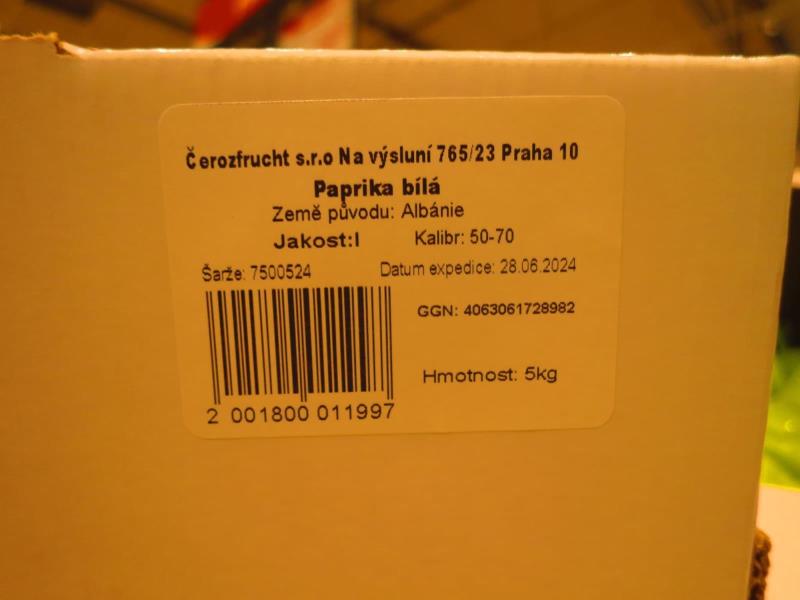 Čerozfrucht s.r.o Na výsluní 765/23 Praha 10
Paprika bílá
Země původu: Albánie
Jakost:I Kalibr: 50-70
Šarže: 7500524 Datum expedice: 28.06.2024
GGN: 4063061728982
Hmotnost: 5kg
2 001800 011997